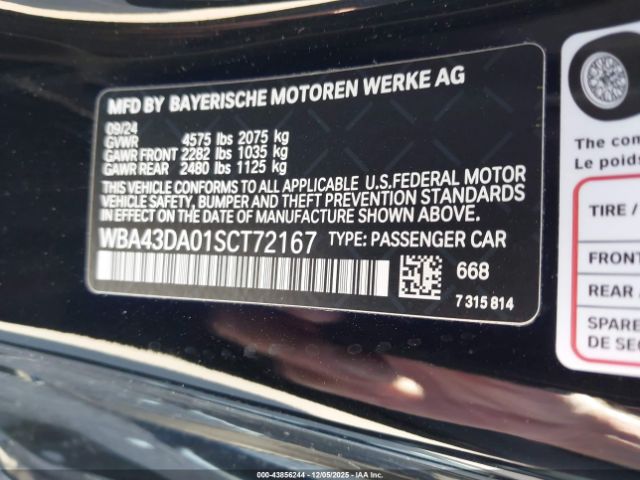 MFD BY BAYERISCHE MOTOREN WERKE AG
09/24
GVWR 4575 lbs 2075 kg
GAWR FRONT 2282 lbs 1035 kg
GAWR REAR 2480 lbs 1125 kg
THIS VEHICLE CONFORMS TO ALL APPLICABLE U.S.FEDERAL MOTOR
VEHICLE SAFETY, BUMPER AND THEFT PREVENTION STANDARDS
IN EFFECT ON THE DATE OF MANUFACTURE SHOWN ABOVE.
WBA43DA01SCT72167 TYPE: PASSENGER CAR
668
7 315 814
The com
Le poids
TIRE /
FRONT
REAR /
SPARE
DE SEC
000-43856244 - 12/05/2025 - IAA Inc.